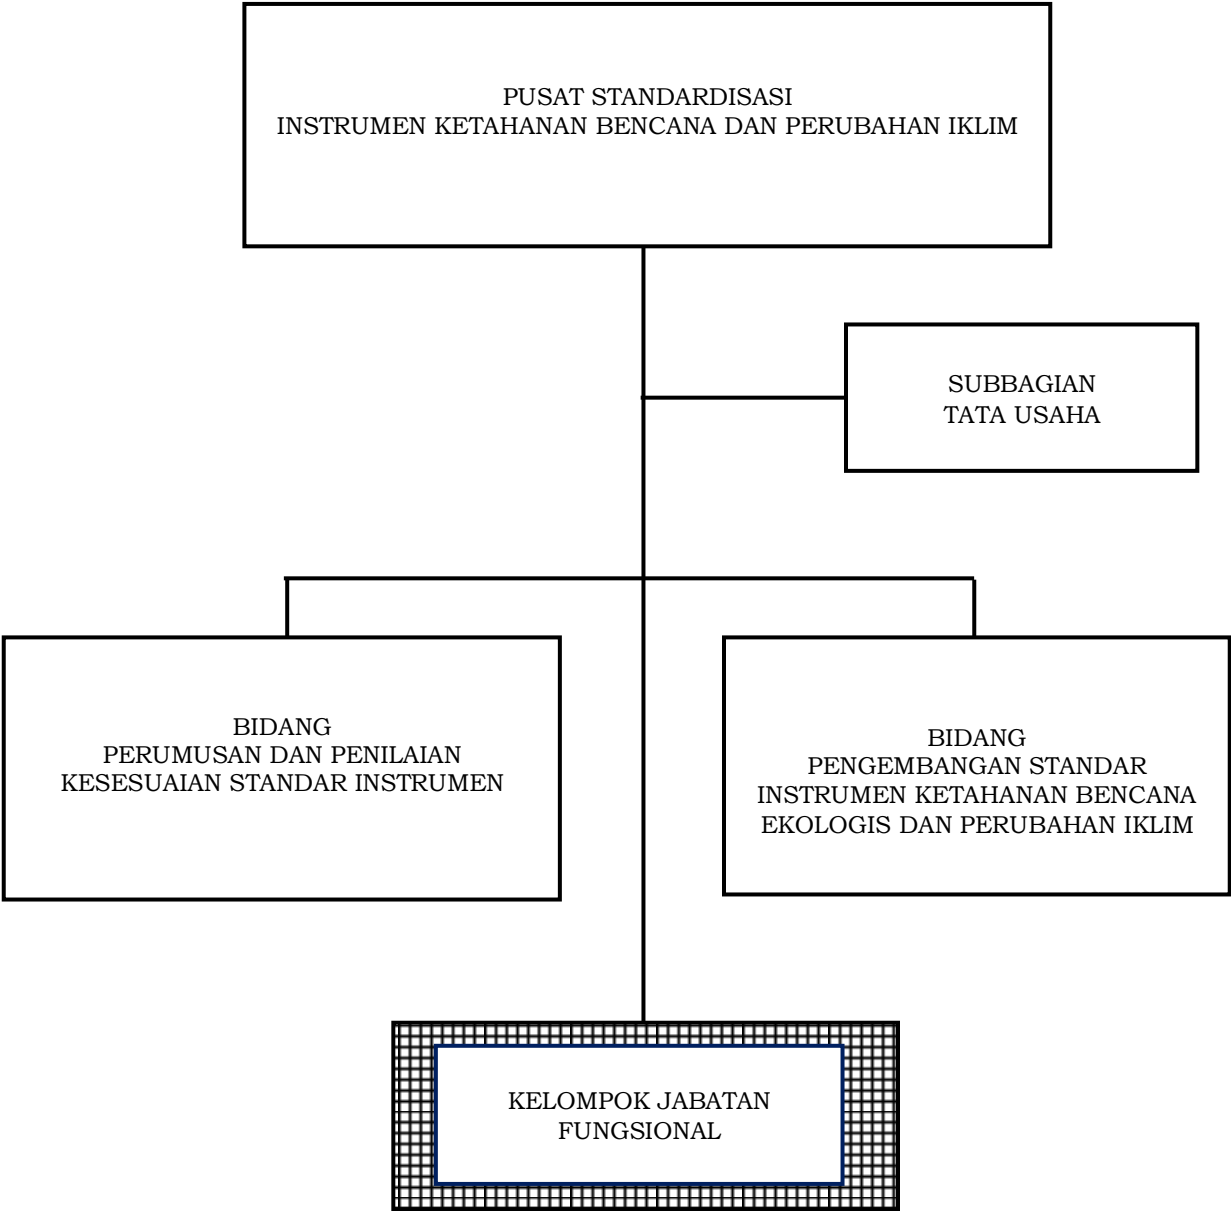 PUSAT STANDARDISASI
INSTRUMEN KETAHANAN BENCANA DAN PERUBAHAN IKLIM
SUBBAGIAN
TATA USAHA
BIDANG
PERUMUSAN DAN PENILAIAN
KESESUAIAN STANDAR INSTRUMEN
BIDANG
PENGEMBANGAN STANDAR
INSTRUMEN KETAHANAN BENCANA
EKOLOGIS DAN PERUBAHAN IKLIM
KELOMPOK JABATAN
FUNGSIONAL